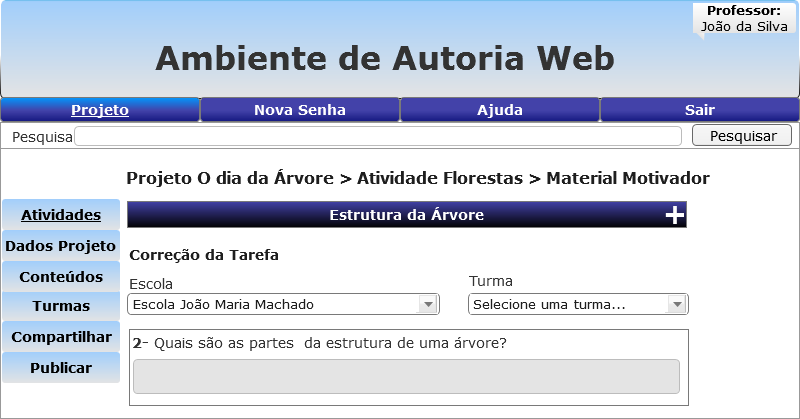 Professor:
João da Silva
Ambiente de Autoria Web
Projeto Nova Senha Ajuda Sair
Pesquisa Pesquisar
Projeto O dia da Árvore > Atividade Florestas > Material Motivador
Atividades
Dados Projeto
Conteúdos
Turmas
Compartilhar
Publicar
Estrutura da Árvore +
Correção da Tarefa
Escola Turma
Escola João Maria Machado Selecione uma turma...
2- Quais são as partes da estrutura de uma árvore?